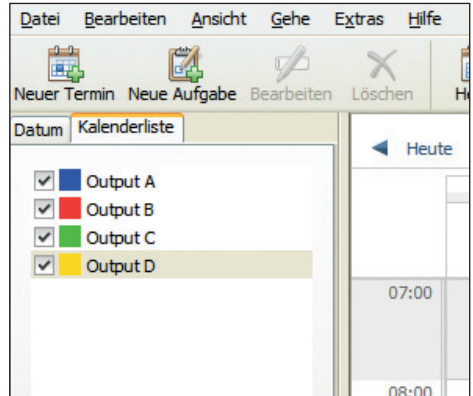 Datei Bearbeiten Ansicht Gehe Extras Hilfe
Neuer Termin Neue Aufgabe Bearbeiten Löschen
Datum Kalenderliste
Heute
Output A
Output B
Output C
Output D
07:00
08:00